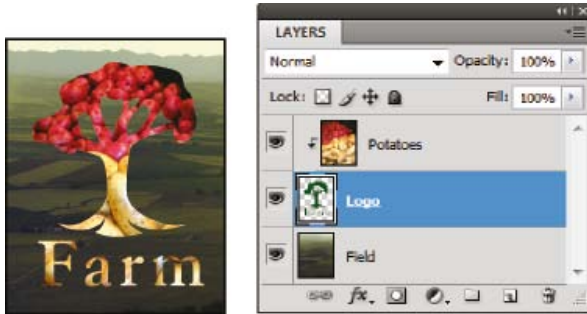 Farm
LAYERS
Normal
Opacity: 100%
Lock:
Fill: 100%
Potatoes
Logo
Field
fx